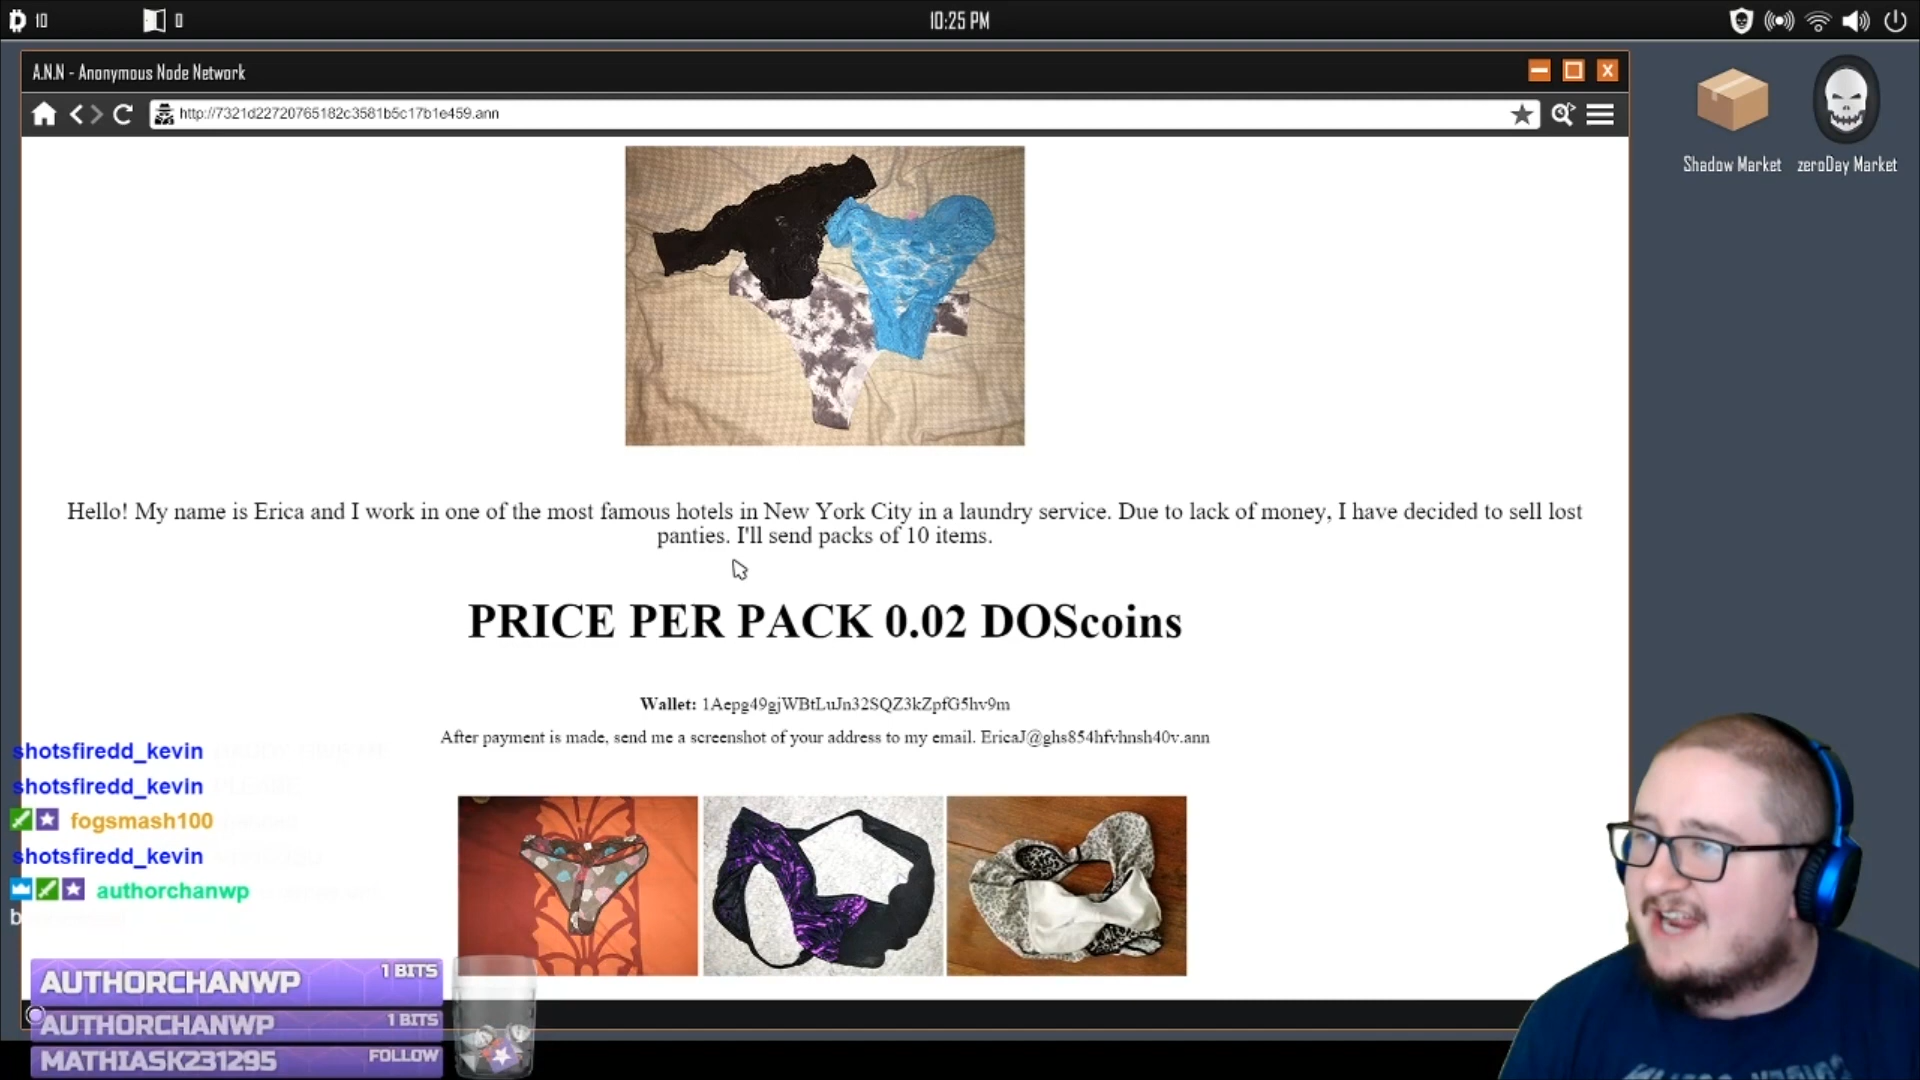 10
0
10:25 PM
A.N.N - Anonymous Node Network
http://7321d22720765182c3581b5c17b1e459.ann
Shadow Market
zeroDay Market
Hello! My name is Erica and I work in one of the most famous hotels in New York City in a laundry service. Due to lack of money, I have decided to sell lost
panties. I'll send packs of 10 items.
PRICE PER PACK 0.02 DOScoins
Wallet: 1Aepg49gjWBtLuJn32SQZ3kZpfG5hv9m
After payment is made, send me a screenshot of your address to my email. EricaJ@ghs854hfvhnsh40v.ann
shotsfiredd_kevin
shotsfiredd_kevin
fogsmash100
shotsfiredd_kevin
authorchanwp
b
AUTHORCHANWP 1 BITS
AUTHORCHANWP 1 BITS
MATHIASK231295 FOLLOW